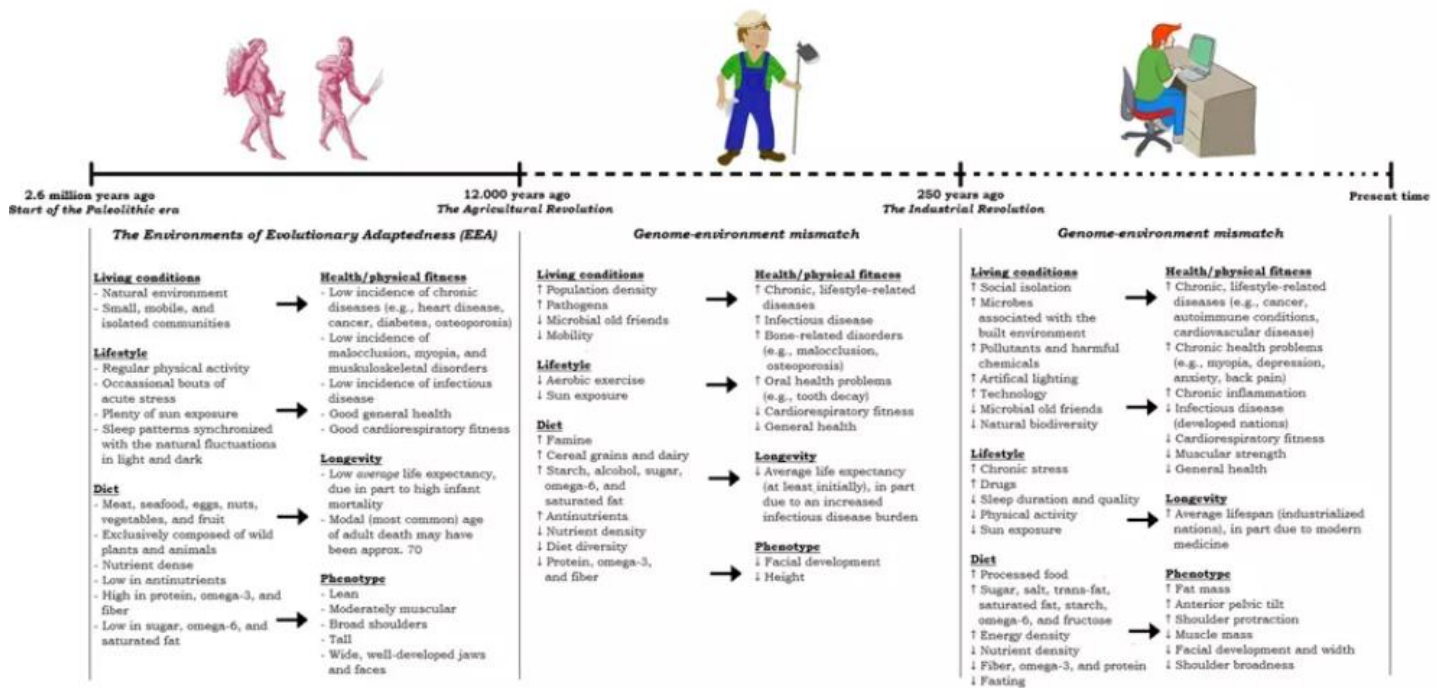 2.6 million years ago
Start of the Paleolithic era
12.000 years ago
The Agricultural Revolution
250 years ago
The Industrial Revolution
Present time
The Environments of Evolutionary Adaptedness (EEA)
Living conditions
- Natural environment
- Small, mobile, and
isolated communities
Lifestyle
- Regular physical activity
- Occassional bouts of
acute stress
- Plenty of sun exposure
- Sleep patterns synchronized
with the natural fluctuations
in light and dark
Diet
- Meat, seafood, eggs, nuts,
vegetables, and fruit
- Exclusively composed of wild
plants and animals
- Nutrient dense
- Low in antinutrients
- High in protein, omega-3, and
fiber
- Low in sugar, omega-6, and
saturated fat
Health/physical fitness
- Low incidence of chronic
diseases (e.g., heart disease,
cancer, diabetes, osteoporosis)
- Low incidence of
malocclusion, myopia, and
muskuloskeletal disorders
- Low incidence of infectious
disease
- Good general health
- Good cardiorespiratory fitness
Longevity
- Low average life expectancy,
due in part to high infant
mortality
- Modal (most common) age
of adult death may have
been approx. 70
Phenotype
- Lean
- Moderately muscular
- Broad shoulders
- Tall
- Wide, well-developed jaws
and faces
Genome-environment mismatch
Living conditions
↑ Population density
↑ Pathogens
↓ Microbial old friends
↓ Mobility
Lifestyle
↓ Aerobic exercise
↓ Sun exposure
Diet
↑ Famine
↑ Cereal grains and dairy
↑ Starch, alcohol, sugar,
omega-6, and
saturated fat
↑ Antinutrients
↓ Nutrient density
↓ Diet diversity
↓ Protein, omega-3,
and fiber
Health/physical fitness
↑ Chronic, lifestyle-related
diseases
↑ Infectious disease
↑ Bone-related disorders
(e.g., malocclusion,
osteoporosis)
↑ Oral health problems
(e.g., tooth decay)
↓ Cardiorespiratory fitness
↓ General health
Longevity
↓ Average life expectancy
(at least initially), in part
due to an increased
infectious disease burden
Phenotype
↓ Facial development
↓ Height
Genome-environment mismatch
Living conditions
↑ Social isolation
↑ Microbes
associated with the
built environment
↑ Pollutants and harmful
chemicals
↑ Artifical lighting
↑ Technology
↓ Microbial old friends
↓ Natural biodiversity
Lifestyle
↑ Chronic stress
↑ Drugs
↓ Sleep duration and quality
↓ Physical activity
↓ Sun exposure
Diet
↑ Processed food
↑ Sugar, salt, trans-fat,
saturated fat, starch,
omega-6, and fructose
↑ Energy density
↓ Nutrient density
↓ Fiber, omega-3, and protein
↓ Fasting
Health/physical fitness
↑ Chronic, lifestyle-related
diseases (e.g., cancer,
autoimmune conditions,
cardiovascular disease)
↑ Chronic health problems
(e.g., myopia, depression,
anxiety, back pain)
↑ Chronic inflammation
↓ Infectious disease
(developed nations)
↓ Cardiorespiratory fitness
↓ Muscular strength
↓ General health
Longevity
↑ Average lifespan (industrialized
nations), in part due to modern
medicine
Phenotype
↑ Fat mass
↑ Anterior pelvic tilt
↑ Shoulder protraction
↓ Muscle mass
↓ Facial development and width
↓ Shoulder broadness